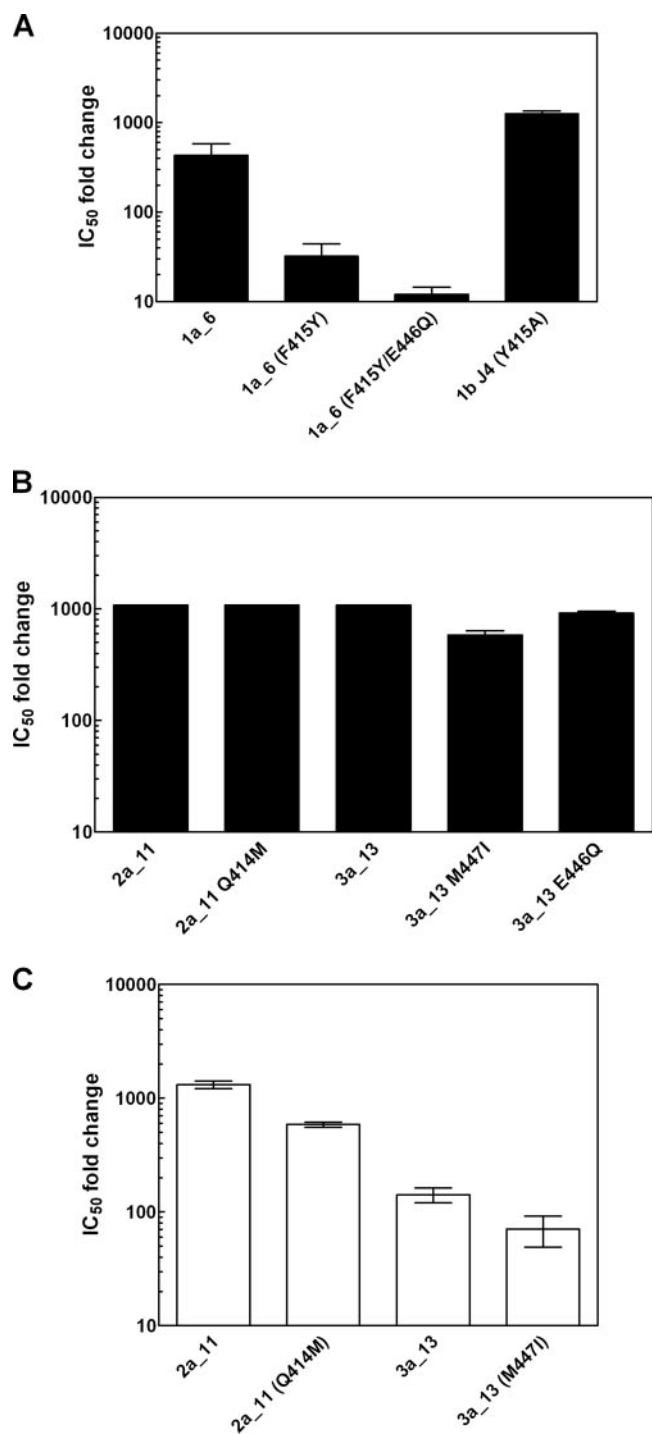 A
IC50 fold change
10000
1000
100
10
1a_6
1a_6 (F415Y)
1a_6 (F415Y/E446Q)
1b J4 (Y415A)
B
IC50 fold change
10000
1000
100
10
2a_11
2a_11 Q414M
3a_13
3a_13 M447I
3a_13 E446Q
C
IC50 fold change
10000
1000
100
10
2a_11
2a_11 (Q414M)
3a_13
3a_13 (M447I)